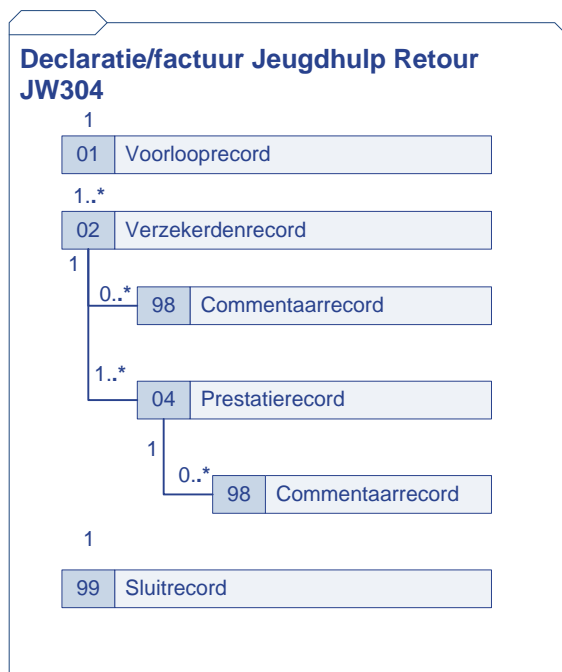 Declaratie/factuur Jeugdhulp Retour
JW304
1
01 Voorlooprecord
1..*
02 Verzekerdenrecord
1
0..*
98 Commentaarrecord
1..*
04 Prestatierecord
1
0..*
98 Commentaarrecord
1
99 Sluitrecord